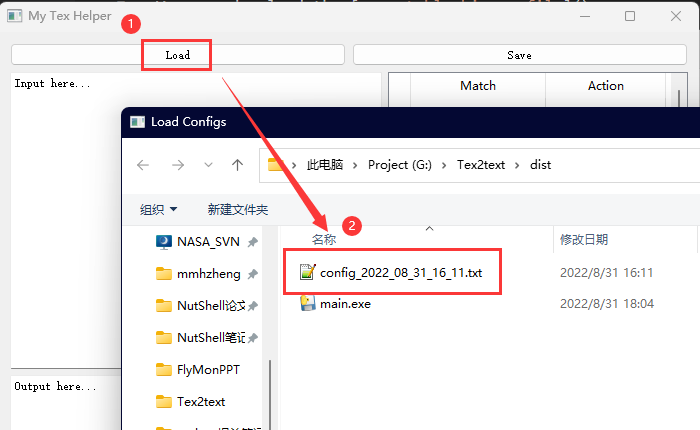 My Tex Helper
1
Load
Save
Input here...
Match
Action
Load Configs
此电脑 > Project (G:) > Tex2text > dist
组织
新建文件夹
2
名称
修改日期
NASA_SVN
config_2022_08_31_16_11.txt
2022/8/31 16:11
mmhzheng
main.exe
2022/8/31 18:04
NutShell论文
NutShell笔记
FlyMonPPT
Output here...
Tex2text